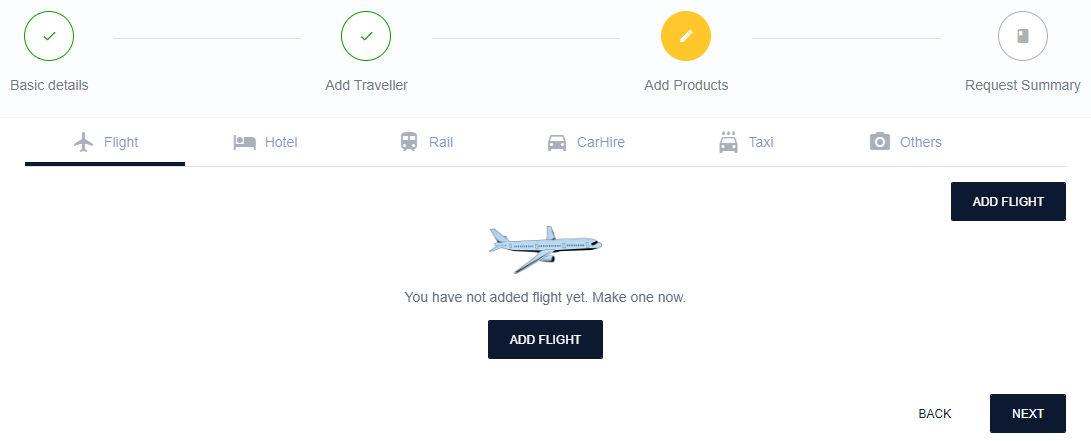 Basic details
Add Traveller
Add Products
Request Summary
Flight
Hotel
Rail
CarHire
Taxi
Others
ADD FLIGHT
You have not added flight yet. Make one now.
ADD FLIGHT
BACK
NEXT